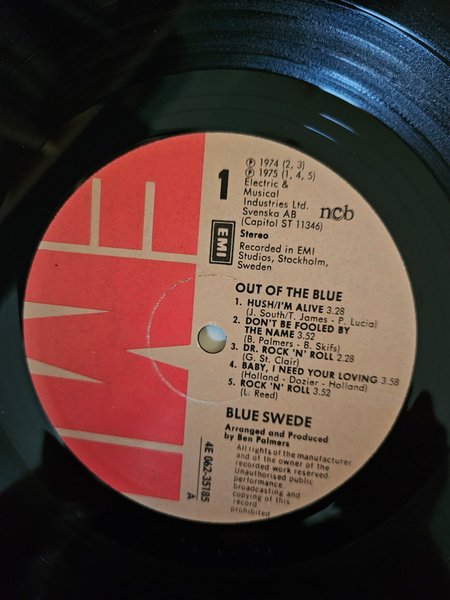 EMI
1
Ⓟ 1974 (2, 3)
Ⓟ 1975 (1, 4, 5)
Electric &
Musical
Industries Ltd.
Svenska AB
(Capitol ST 11346)
ncb
EMI
Stereo
Recorded in EMI
Studios, Stockholm,
Sweden
OUT OF THE BLUE
1. HUSH/I'M ALIVE 3.28
(J. South/T. James - P. Lucia)
2. DON'T BE FOOLED BY
THE NAME 3.52
(B. Palmers - B. Skifs)
3. DR. ROCK 'N' ROLL 2.28
(G. St. Clair)
4. BABY, I NEED YOUR LOVING 3.58
(Holland - Dozier - Holland)
5. ROCK 'N' ROLL 3.52
(L. Reed)
BLUE SWEDE
Arranged and Produced
by Ben Palmers
All rights of the manufacturer
and of the owner of the
recorded work reserved.
Unauthorised public
performance,
broadcasting and
copying of this
record
prohibited
4E 062-35185
A